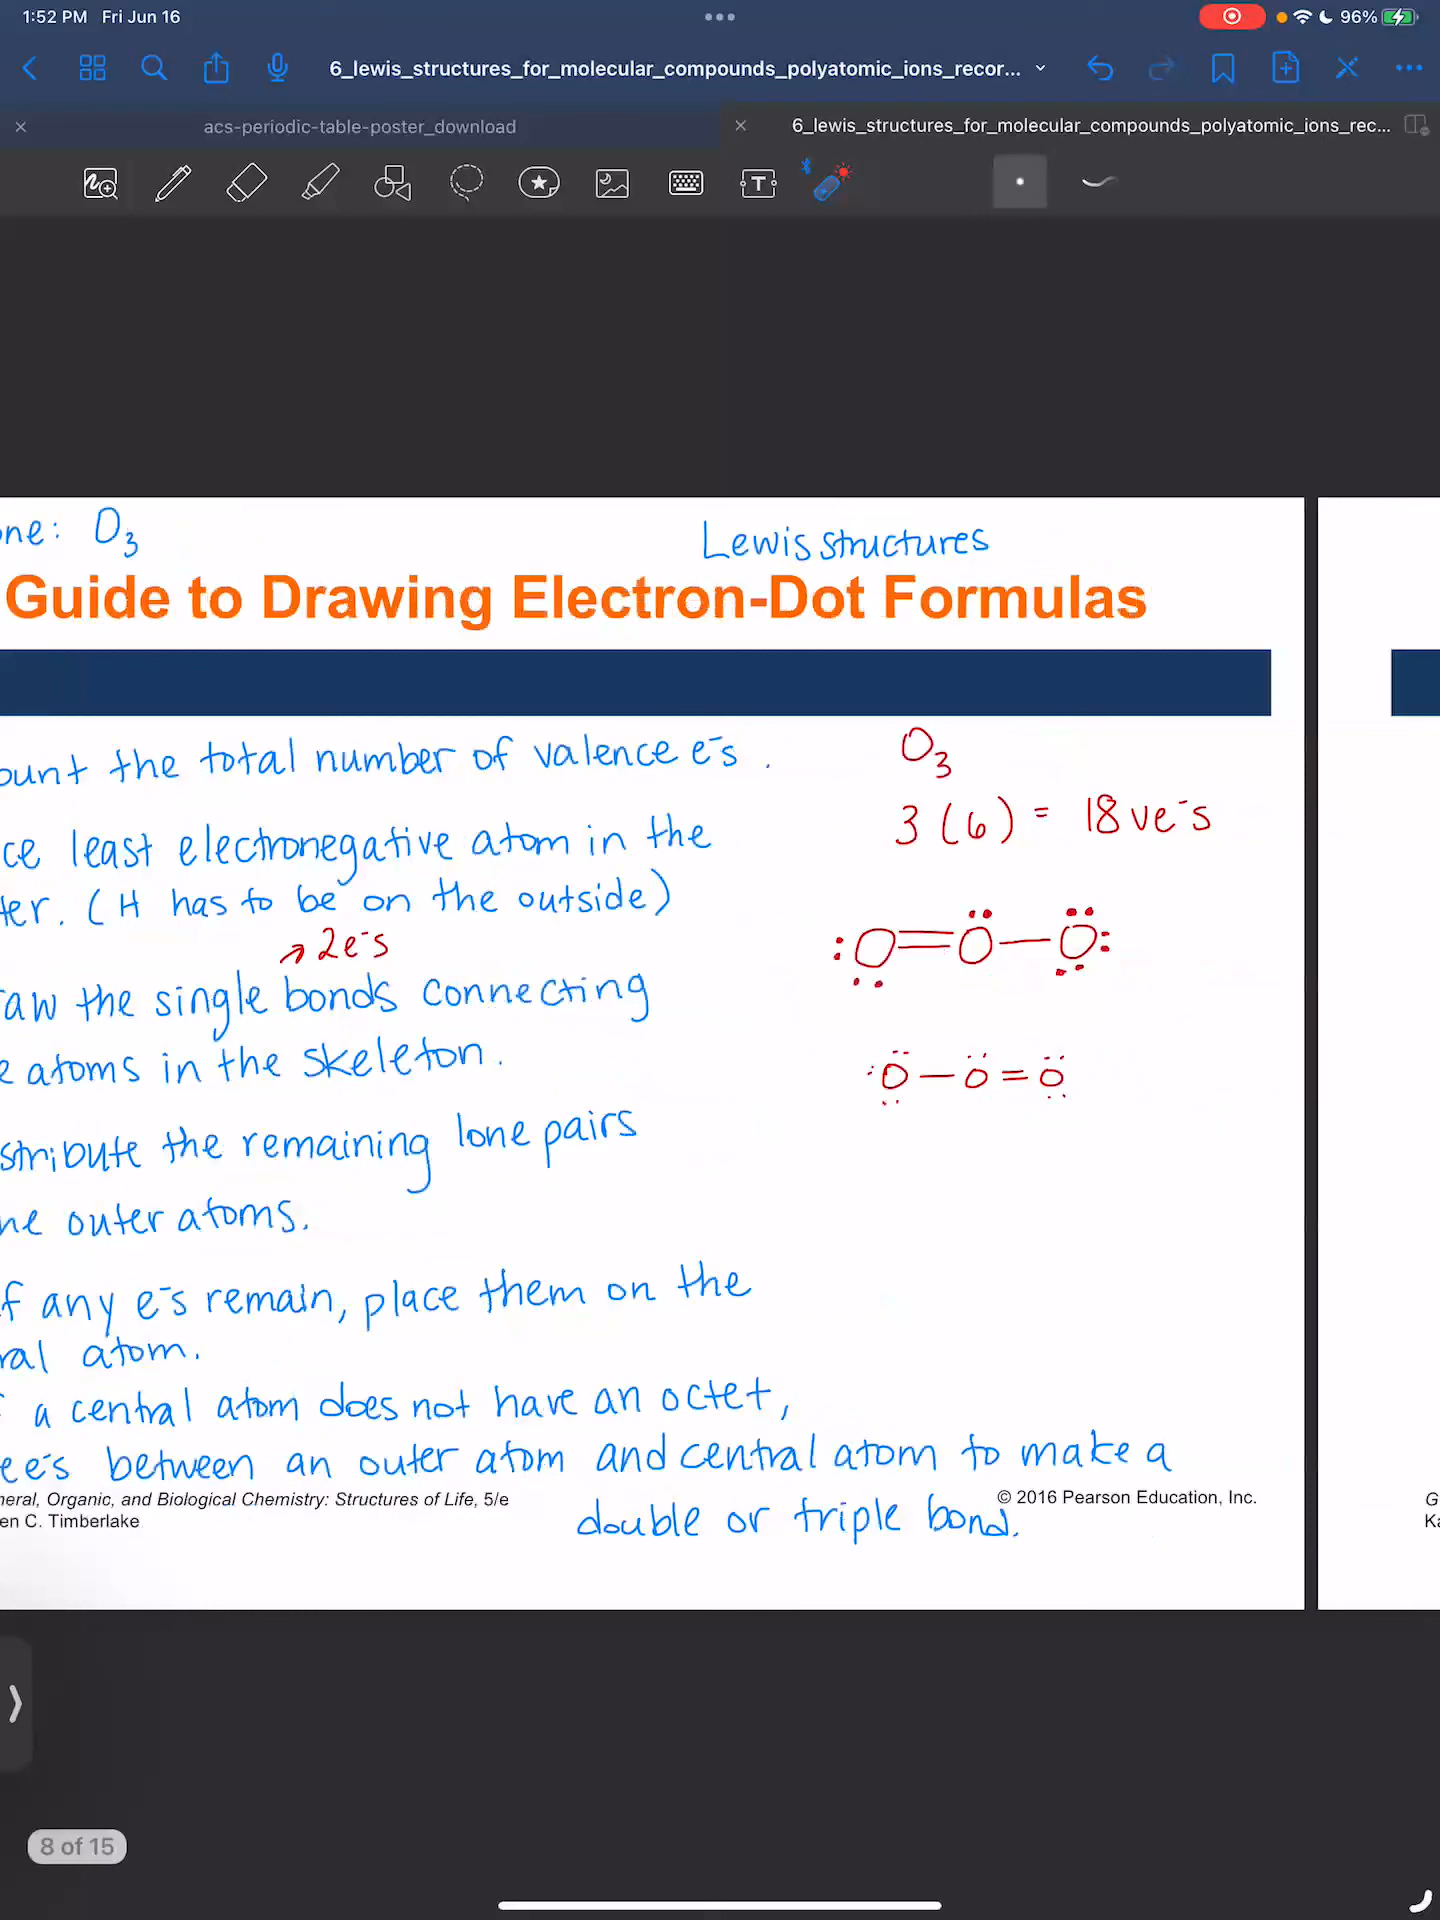 1:52 PM Fri Jun 16
96%
6_lewis_structures_for_molecular_compounds_polyatomic_ions_recor...
acs-periodic-table-poster_download
6_lewis_structures_for_molecular_compounds_polyatomic_ions_rec...
T
ne: O3
Lewis structures
Guide to Drawing Electron-Dot Formulas
ount the total number of valence e-s.
O3
3(6) = 18 ve-s
ce least electronegative atom in the
ter. (H has to be on the outside)
↗ 2e-s
:O=O—O:
raw the single bonds connecting
e atoms in the skeleton.
:O—O=O
stribute the remaining lone pairs
ne outer atoms.
f any e-s remain, place them on the
ral atom.
f a central atom does not have an octet,
e e-s between an outer atom and central atom to make a
double or triple bond.
neral, Organic, and Biological Chemistry: Structures of Life, 5/e
en C. Timberlake
© 2016 Pearson Education, Inc.
G
Ka
8 of 15